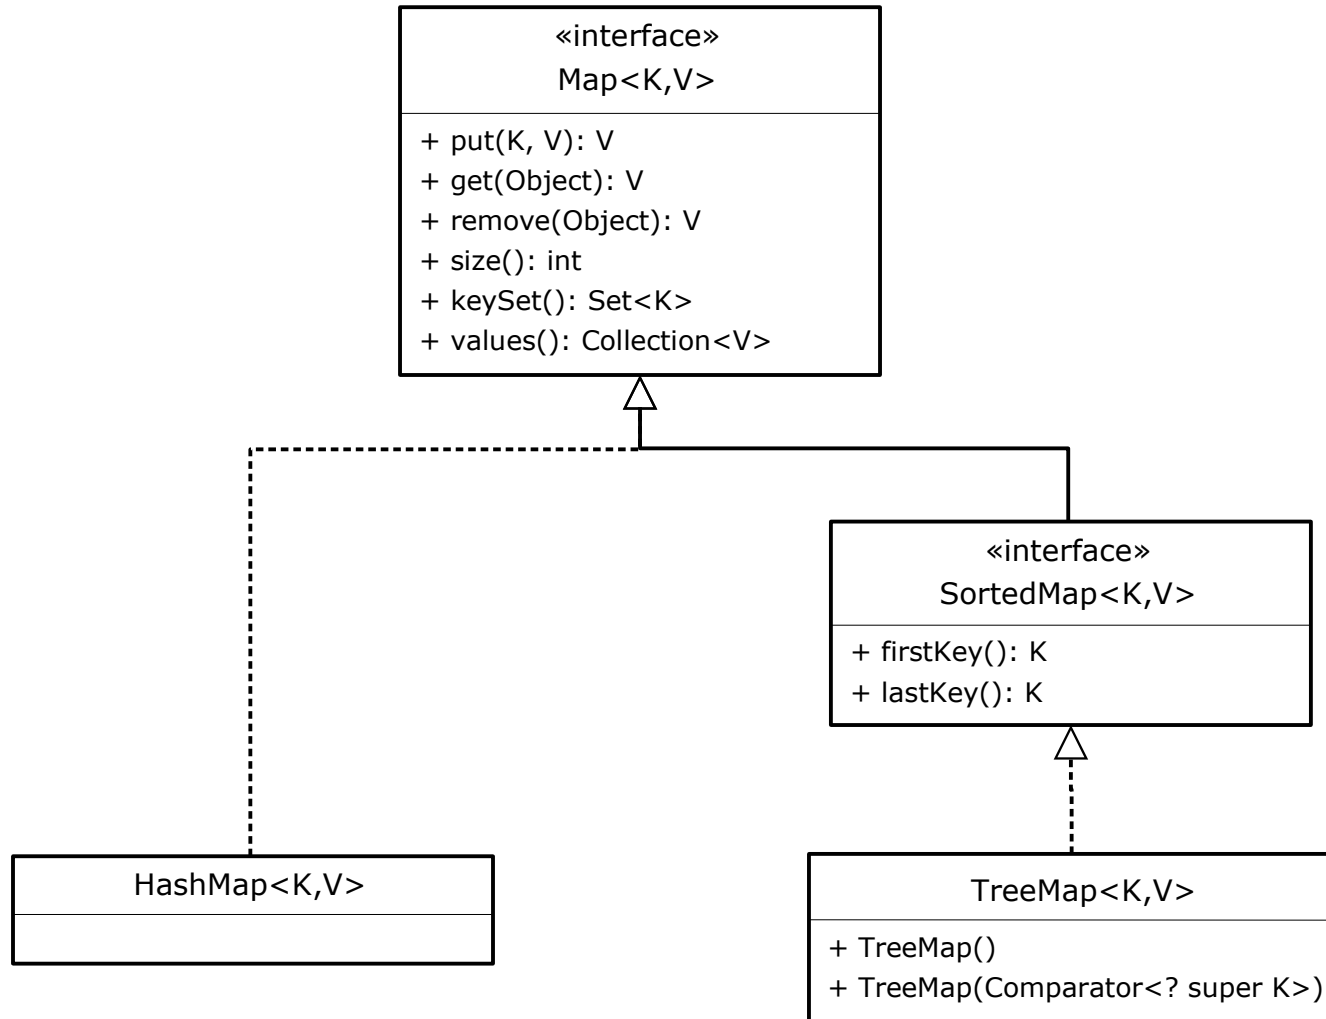 «interface»
Map<K,V>
+ put(K, V): V
+ get(Object): V
+ remove(Object): V
+ size(): int
+ keySet(): Set<K>
+ values(): Collection<V>
«interface»
SortedMap<K,V>
+ firstKey(): K
+ lastKey(): K
HashMap<K,V>
TreeMap<K,V>
+ TreeMap()
+ TreeMap(Comparator<? super K>)